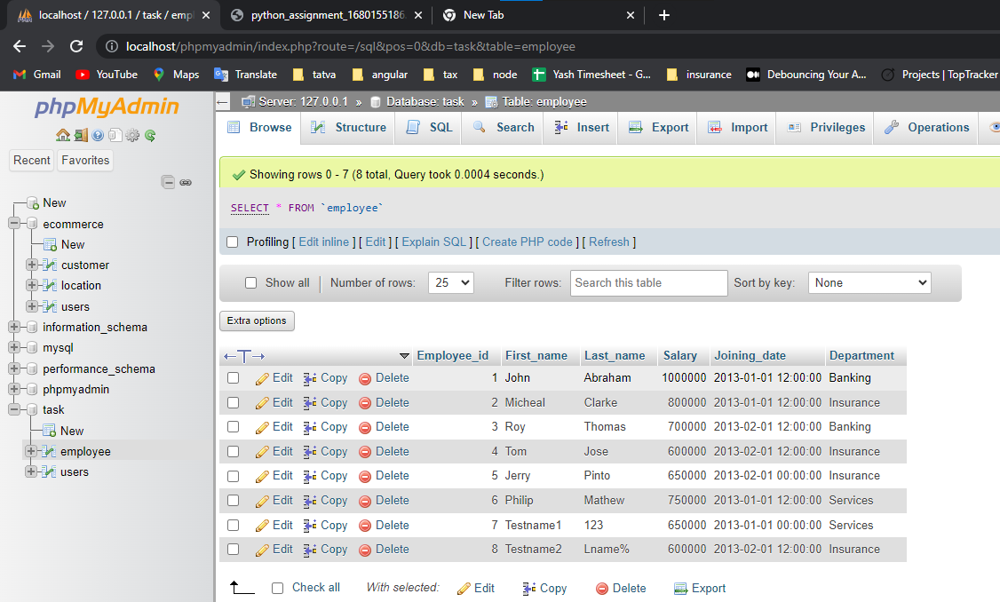 localhost / 127.0.0.1 / task / empl
python_assignment_1680155186.
New Tab
localhost/phpmyadmin/index.php?route=/sql&pos=0&db=task&table=employee
Gmail YouTube Maps Translate tatva angular tax node Yash Timesheet - G... insurance Debouncing Your A... Projects | TopTracker
phpMyAdmin
Recent Favorites
New
ecommerce
New
customer
location
users
information_schema
mysql
performance_schema
phpmyadmin
task
New
employee
users
Server: 127.0.0.1 » Database: task » Table: employee
Browse Structure SQL Search Insert Export Import Privileges Operations
Showing rows 0 - 7 (8 total, Query took 0.0004 seconds.)
SELECT * FROM `employee`
Profiling [ Edit inline ] [ Edit ] [ Explain SQL ] [ Create PHP code ] [ Refresh ]
Show all | Number of rows: 25 Filter rows: Search this table Sort by key: None
Extra options
←T→ Employee_id First_name Last_name Salary Joining_date Department
Edit Copy Delete 1 John Abraham 1000000 2013-01-01 12:00:00 Banking
Edit Copy Delete 2 Micheal Clarke 800000 2013-01-01 12:00:00 Insurance
Edit Copy Delete 3 Roy Thomas 700000 2013-02-01 12:00:00 Banking
Edit Copy Delete 4 Tom Jose 600000 2013-02-01 12:00:00 Insurance
Edit Copy Delete 5 Jerry Pinto 650000 2013-02-01 00:00:00 Insurance
Edit Copy Delete 6 Philip Mathew 750000 2013-01-01 12:00:00 Services
Edit Copy Delete 7 Testname1 123 650000 2013-01-01 00:00:00 Services
Edit Copy Delete 8 Testname2 Lname% 600000 2013-02-01 12:00:00 Insurance
Check all With selected: Edit Copy Delete Export